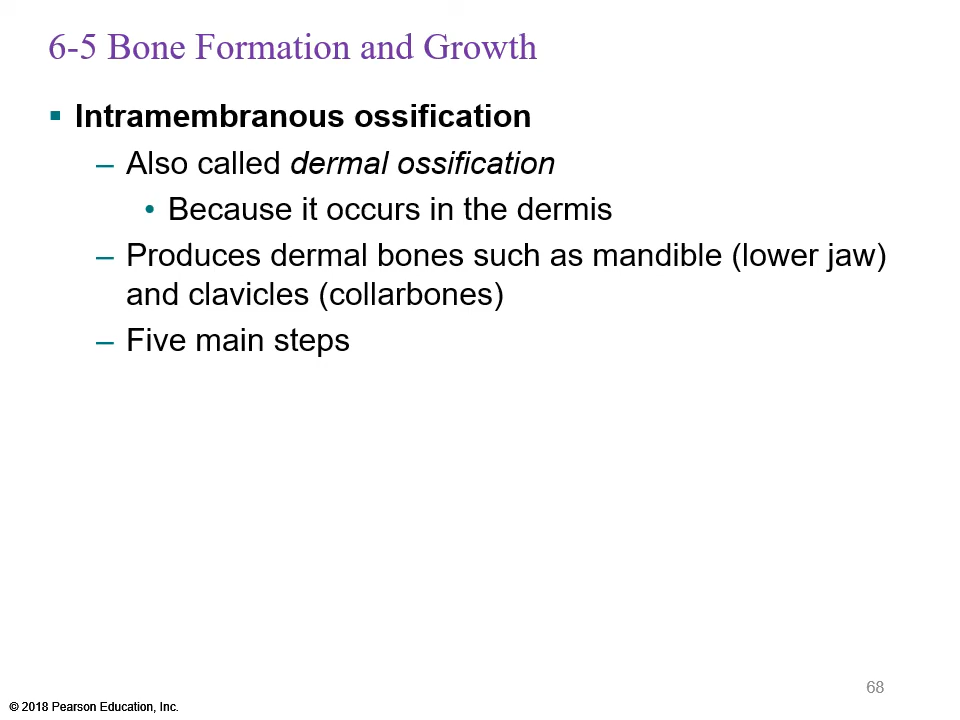 6-5 Bone Formation and Growth
▪ Intramembranous ossification
– Also called dermal ossification
• Because it occurs in the dermis
– Produces dermal bones such as mandible (lower jaw)
and clavicles (collarbones)
– Five main steps
68
© 2018 Pearson Education, Inc.